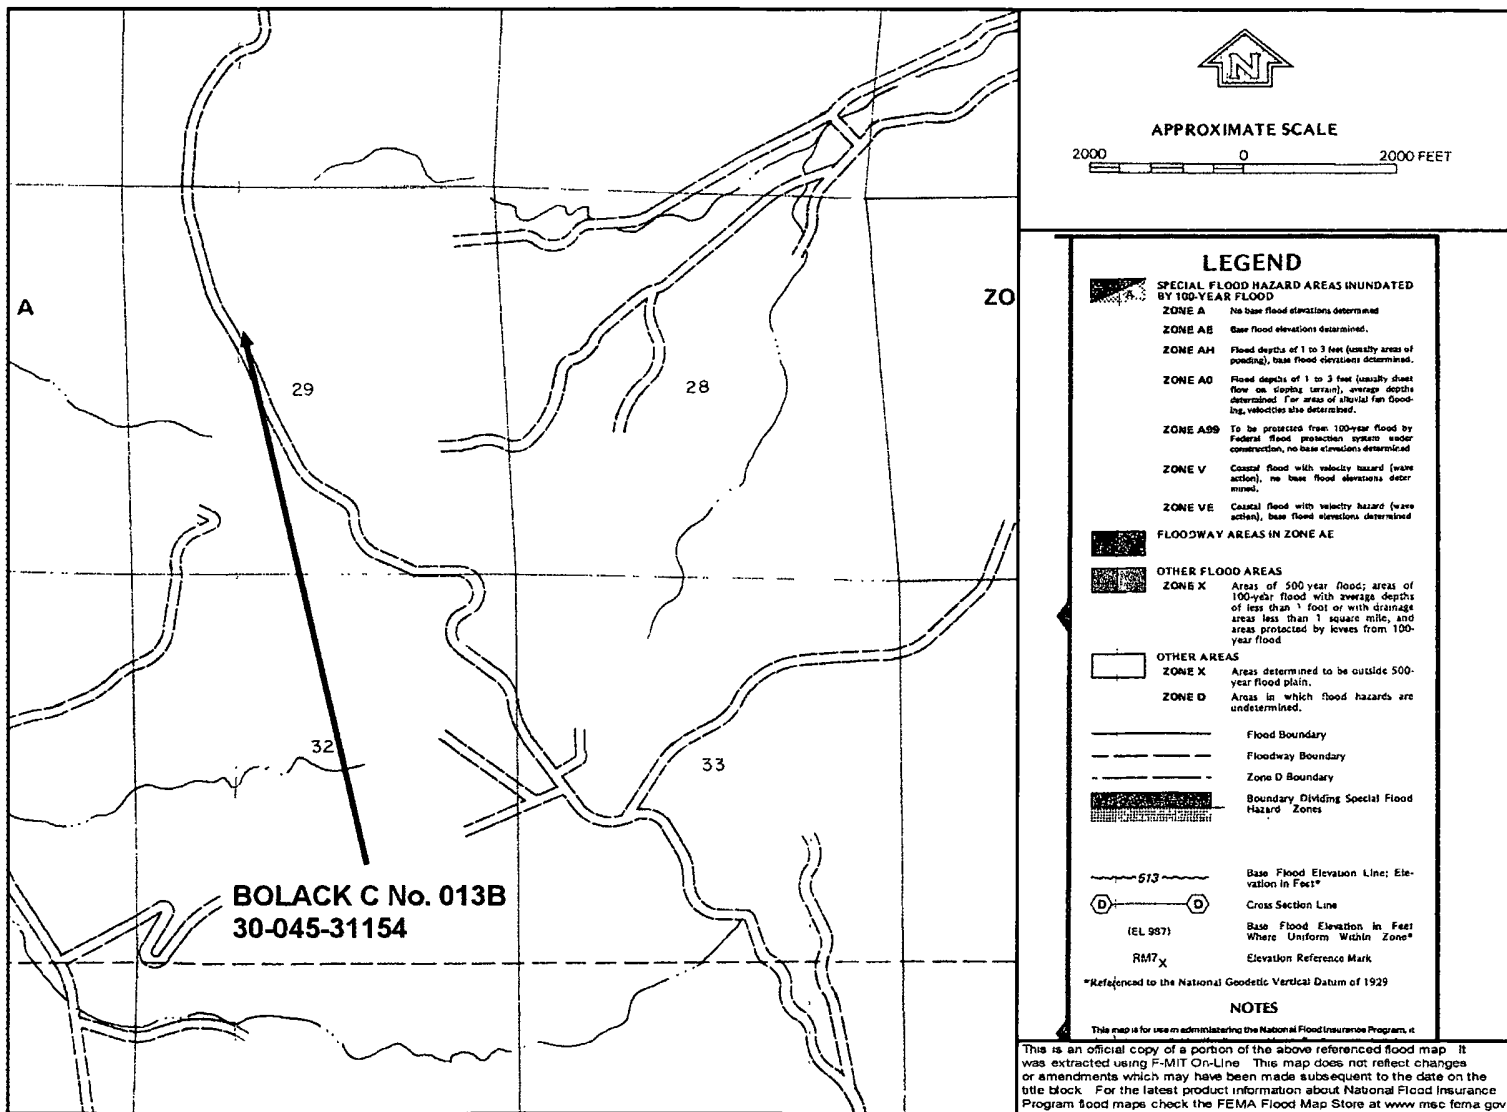 A
29
28
ZO
32
33
BOLACK C No. 013B
30-045-31154
N
APPROXIMATE SCALE
2000 0 2000 FEET
LEGEND
A
SPECIAL FLOOD HAZARD AREAS INUNDATED
BY 100-YEAR FLOOD
ZONE A No base flood elevations determined
ZONE AE Base flood elevations determined.
ZONE AH Flood depths of 1 to 3 feet (usually areas of
ponding), base flood elevations determined.
ZONE A0 Flood depths of 1 to 3 feet (usually sheet
flow on sloping terrain), average depths
determined For areas of alluvial fan flood-
ing, velocities also determined.
ZONE A99 To be protected from 100-year flood by
Federal flood protection system under
construction, no base elevations determined
ZONE V Coastal flood with velocity hazard (wave
action), no base flood elevations deter
mined.
ZONE VE Coastal flood with velocity hazard (wave
action), base flood elevations determined
FLOODWAY AREAS IN ZONE AE
OTHER FLOOD AREAS
ZONE X Areas of 500 year flood; areas of
100-year flood with average depths
of less than 1 foot or with drainage
areas less than 1 square mile, and
areas protected by levees from 100-
year flood
OTHER AREAS
ZONE X Areas determined to be outside 500-
year flood plain.
ZONE D Areas in which flood hazards are
undetermined.
Flood Boundary
Floodway Boundary
Zone D Boundary
Boundary Dividing Special Flood
Hazard Zones
513 Base Flood Elevation Line; Ele-
vation in Feet*
D D Cross Section Line
(EL 987) Base Flood Elevation in Feet
Where Uniform Within Zone*
RM7X Elevation Reference Mark
*Referenced to the National Geodetic Vertical Datum of 1929
NOTES
This map is for use in administering the National Flood Insurance Program, it
This is an official copy of a portion of the above referenced flood map It
was extracted using F-MIT On-Line This map does not reflect changes
or amendments which may have been made subsequent to the date on the
title block For the latest product information about National Flood Insurance
Program flood maps check the FEMA Flood Map Store at www msc fema gov